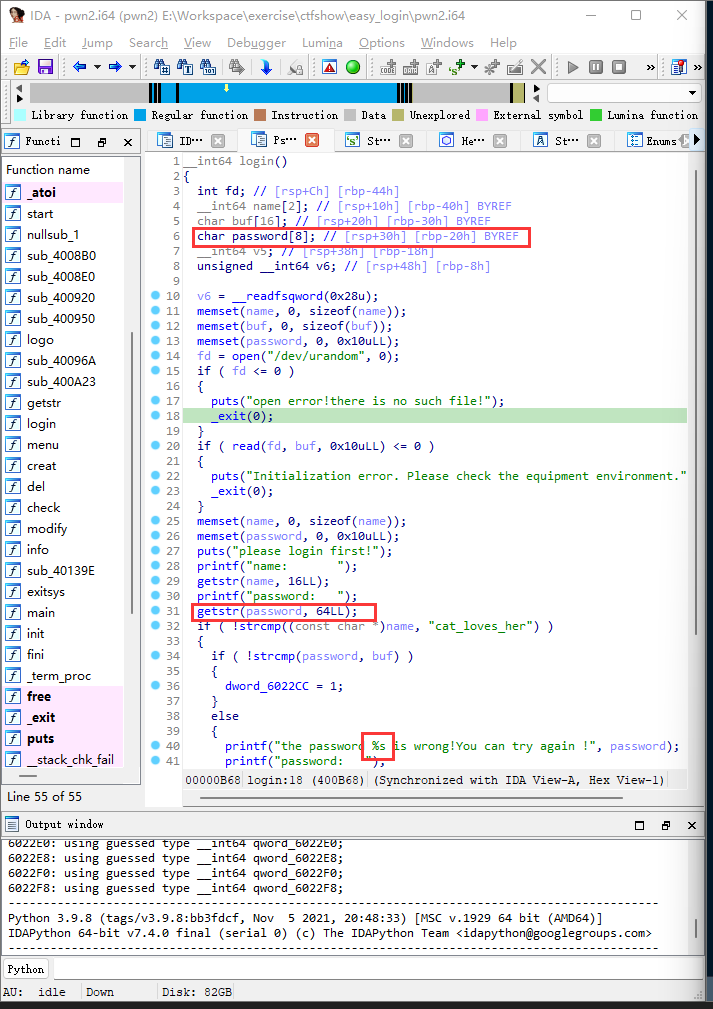 IDA - pwn2.i64 (pwn2) E:\Workspace\exercise\ctfshow\easy_login\pwn2.i64
File Edit Jump Search View Debugger Lumina Options Windows Help
Library function Regular function Instruction Data Unexplored External symbol Lumina function
Functi
ID··· Ps··· St··· He··· St··· Enums
Function name
_atoi
start
nullsub_1
sub_4008B0
sub_4008E0
sub_400920
sub_400950
logo
sub_40096A
sub_400A23
getstr
login
menu
creat
del
check
modify
info
sub_40139E
exitsys
main
init
fini
_term_proc
free
_exit
puts
__stack_chk_fail
Line 55 of 55
1 __int64 login()
2 {
3 int fd; // [rsp+Ch] [rbp-44h]
4 __int64 name[2]; // [rsp+10h] [rbp-40h] BYREF
5 char buf[16]; // [rsp+20h] [rbp-30h] BYREF
6 char password[8]; // [rsp+30h] [rbp-20h] BYREF
7 __int64 v5; // [rsp+38h] [rbp-18h]
8 unsigned __int64 v6; // [rsp+48h] [rbp-8h]
9
10 v6 = __readfsqword(0x28u);
11 memset(name, 0, sizeof(name));
12 memset(buf, 0, sizeof(buf));
13 memset(password, 0, 0x10uLL);
14 fd = open("/dev/urandom", 0);
15 if ( fd <= 0 )
16 {
17 puts("open error!there is no such file!");
18 _exit(0);
19 }
20 if ( read(fd, buf, 0x10uLL) <= 0 )
21 {
22 puts("Initialization error. Please check the equipment environment."
23 _exit(0);
24 }
25 memset(name, 0, sizeof(name));
26 memset(password, 0, 0x10uLL);
27 puts("please login first!");
28 printf("name:       ");
29 getstr(name, 16LL);
30 printf("password:   ");
31 getstr(password, 64LL);
32 if ( !strcmp((const char *)name, "cat_loves_her") )
33 {
34 if ( !strcmp(password, buf) )
35 {
36 dword_6022CC = 1;
37 }
38 else
39 {
40 printf("the password %s is wrong!You can try again !", password);
41 printf("password:   ");
00000B68 login:18 (400B68) (Synchronized with IDA View-A, Hex View-1)
Output window
6022E0: using guessed type __int64 qword_6022E0;
6022E8: using guessed type __int64 qword_6022E8;
6022F0: using guessed type __int64 qword_6022F0;
6022F8: using guessed type __int64 qword_6022F8;
---------------------------------------------------------------------------------
Python 3.9.8 (tags/v3.9.8:bb3fdcf, Nov  5 2021, 20:48:33) [MSC v.1929 64 bit (AMD64)]
IDAPython 64-bit v7.4.0 final (serial 0) (c) The IDAPython Team <idapython@googlegroups.com>
---------------------------------------------------------------------------------
Python
AU: idle Down Disk: 82GB